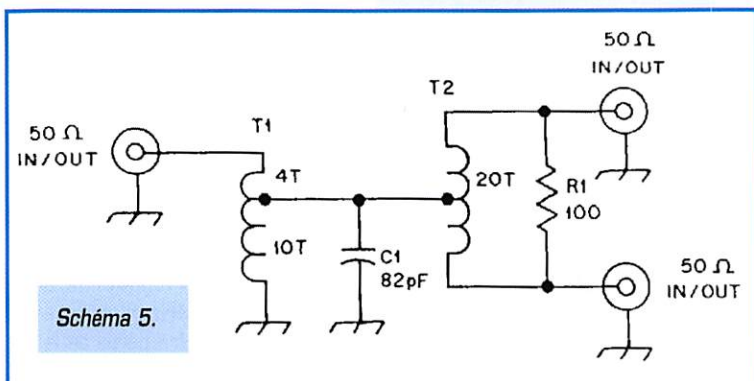 50 Ω
IN/OUT
T1
4T
10T
C1
82pF
T2
20T
R1
100
50 Ω
IN/OUT
50 Ω
IN/OUT
Schéma 5.